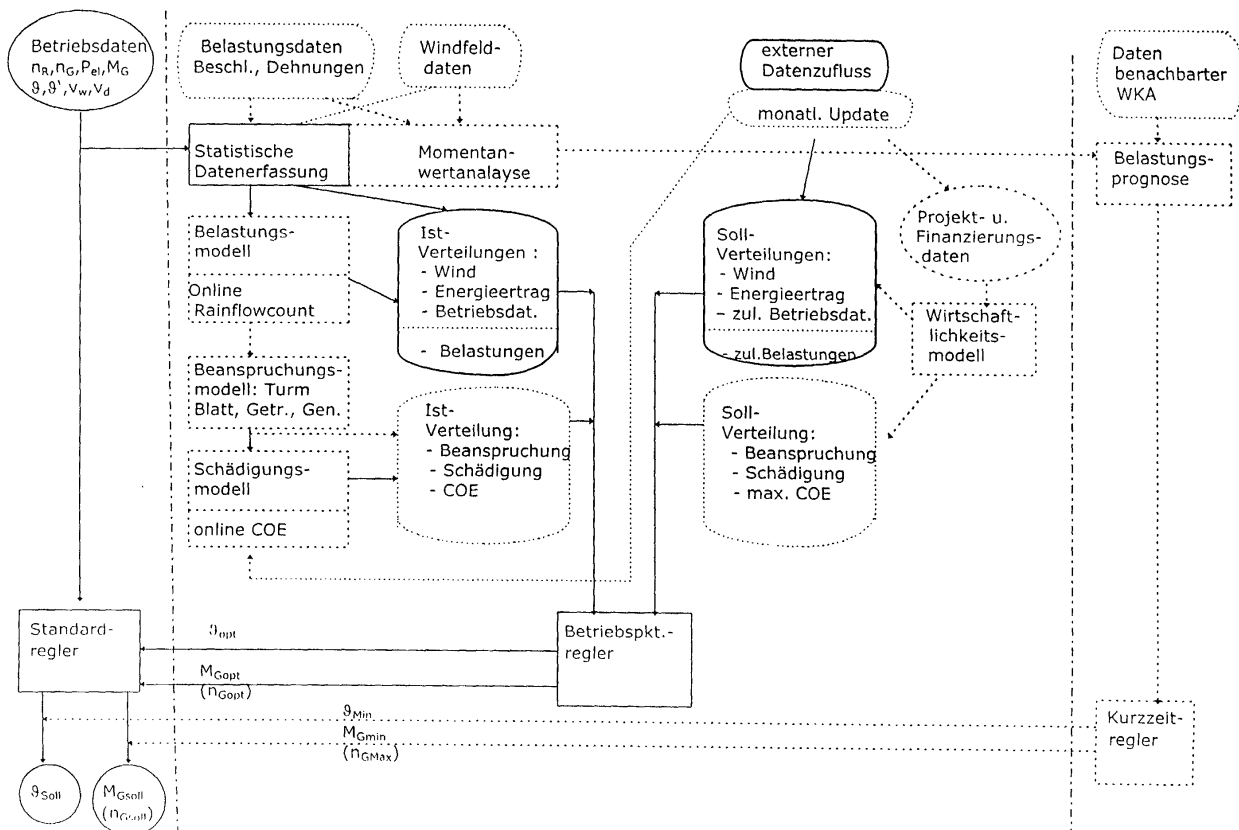 Betriebsdaten
n_R,n_G,P_el,M_G
ϑ,ϑ',v_w,v_d
Belastungsdaten
Beschl., Dehnungen
Windfeld-
daten
externer
Datenzufluss
monatl. Update
Daten
benachbarter
WKA
Statistische
Datenerfassung
Momentan-
wertanalayse
Belastungs-
prognose
Belastungs-
modell
Online
Rainflowcount
Ist-
Verteilungen :
- Wind
- Energieertrag
- Betriebsdat.
- Belastungen
Soll-
Verteilungen:
- Wind
- Energieertrag
- zul. Betriebsdat.
- zul.Belastungen
Projekt- u.
Finanzierungs-
daten
Wirtschaft-
lichkeits-
modell
Beanspruchungs-
modell: Turm
Blatt, Getr., Gen.
Ist-
Verteilung:
- Beanspruchung
- Schädigung
- COE
Soll-
Verteilung:
- Beanspruchung
- Schädigung
- max. COE
Schädigungs-
modell
online COE
Standard-
regler
ϑ_opt
M_Gopt
(n_Gopt)
Betriebspkt.-
regler
ϑ_Min
M_Gmin
(n_GMax)
Kurzzeit-
regler
ϑ_Soll
M_Gsoll
(n_Gsoll)